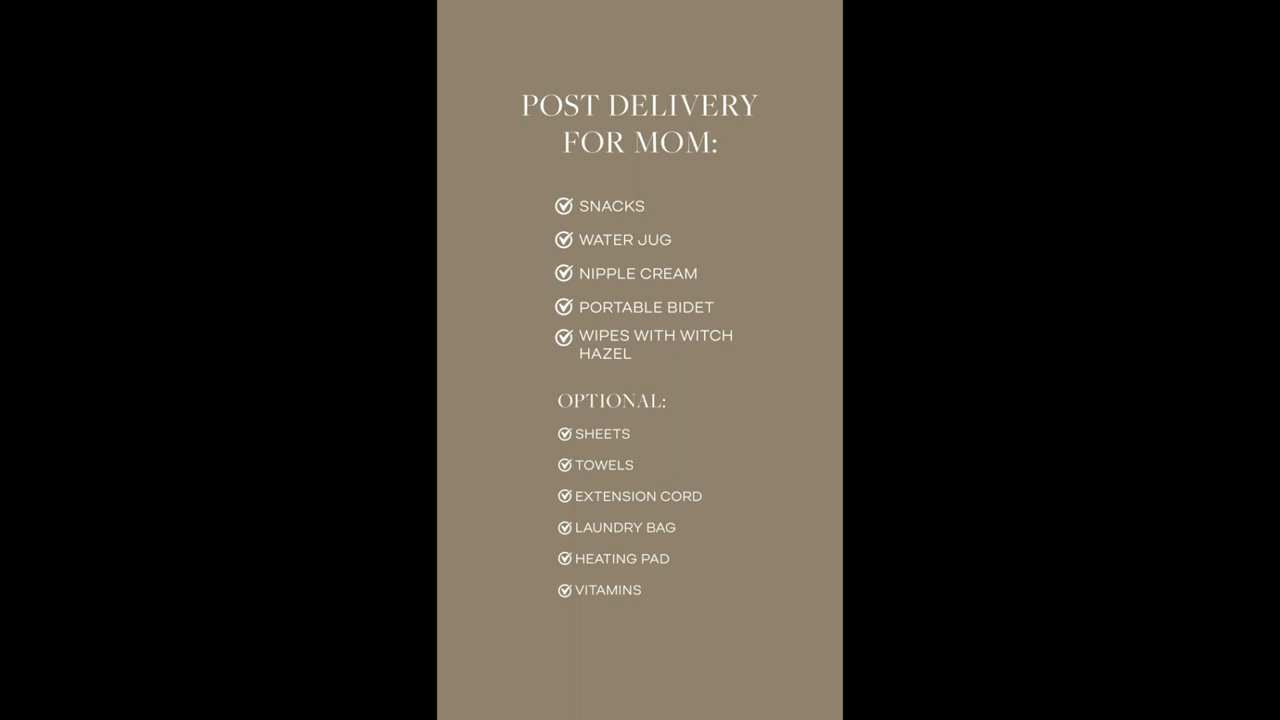 POST DELIVERY
FOR MOM:
SNACKS
WATER JUG
NIPPLE CREAM
PORTABLE BIDET
WIPES WITH WITCH
HAZEL
OPTIONAL:
SHEETS
TOWELS
EXTENSION CORD
LAUNDRY BAG
HEATING PAD
VITAMINS